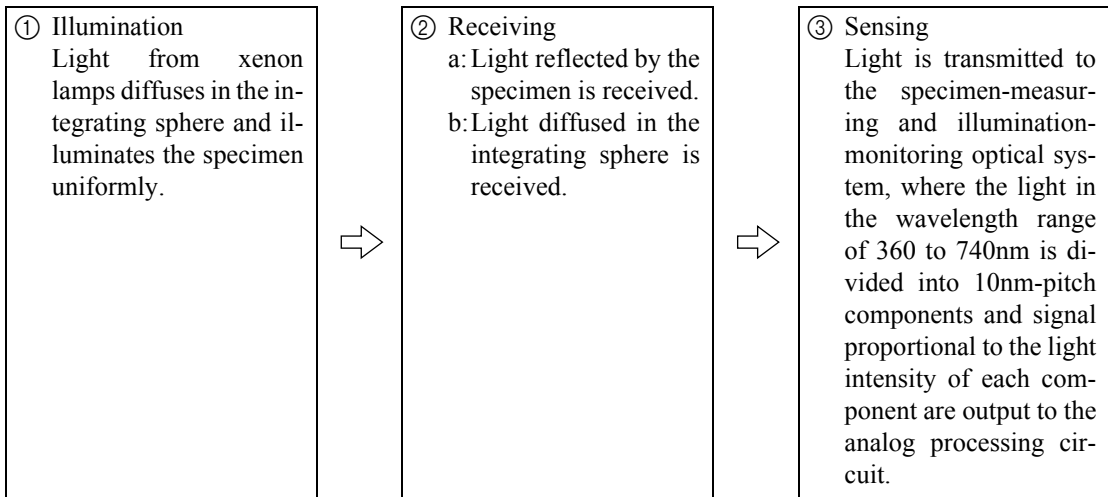 ① Illumination
Light from xenon
lamps diffuses in the in-
tegrating sphere and il-
luminates the specimen
uniformly.
② Receiving
a: Light reflected by the
specimen is received.
b: Light diffused in the
integrating sphere is
received.
③ Sensing
Light is transmitted to
the specimen-measur-
ing and illumination-
monitoring optical sys-
tem, where the light in
the wavelength range
of 360 to 740nm is di-
vided into 10nm-pitch
components and signal
proportional to the light
intensity of each com-
ponent are output to the
analog processing cir-
cuit.